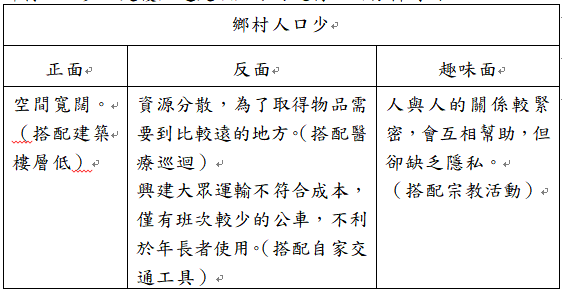 鄉村人口少
正面
反面
趣味面
空間寬闊。
（搭配建築
樓層低）
資源分散，為了取得物品需
要到比較遠的地方。（搭配醫
療巡迴）
興建大眾運輸不符合成本，
僅有班次較少的公車，不利
於年長者使用。（搭配自家交
通工具）
人與人的關係較緊
密，會互相幫助，但
卻缺乏隱私。
（搭配宗教活動）